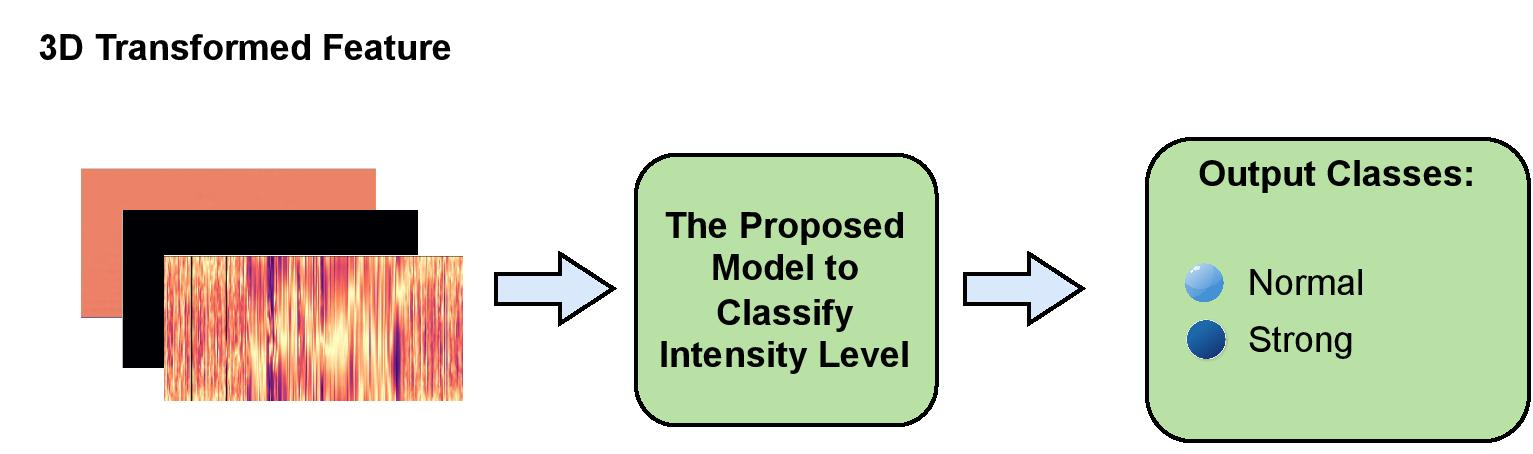 3D Transformed Feature
The Proposed
Model to
Classify
Intensity Level
Output Classes:
Normal
Strong